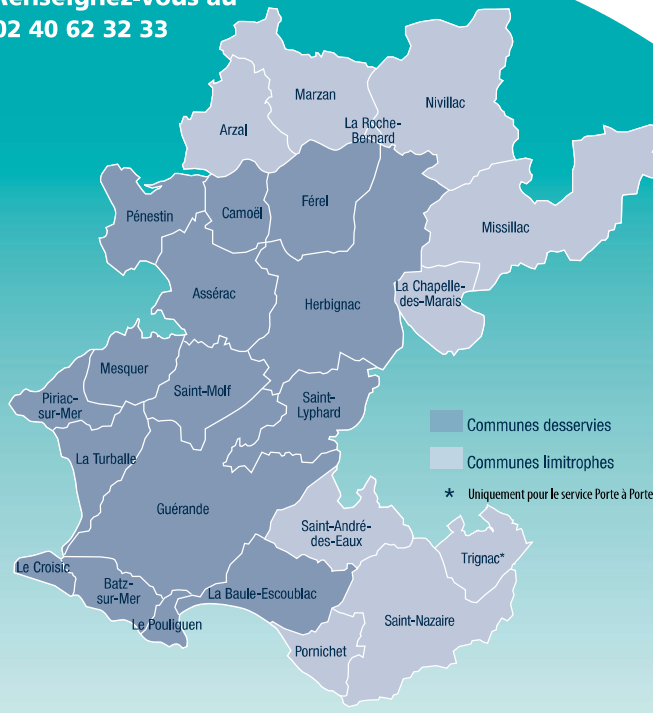 Renseignez-vous au
02 40 62 32 33
Marzan
Nivillac
Arzal
La Roche-
Bernard
Férel
Camoël
Pénestin
Missillac
Assérac
Herbignac
La Chapelle-
des-Marais
Mesquer
Saint-Molf
Piriac-
sur-Mer
Saint-
Lyphard
La Turballe
Guérande
Communes desservies
Communes limitrophes
* Uniquement pour le service Porte à Porte
Saint-André-
des-Eaux
Trignac*
Le Croisic
Batz-
sur-Mer
La Baule-Escoublac
Le Pouliguen
Saint-Nazaire
Pornichet